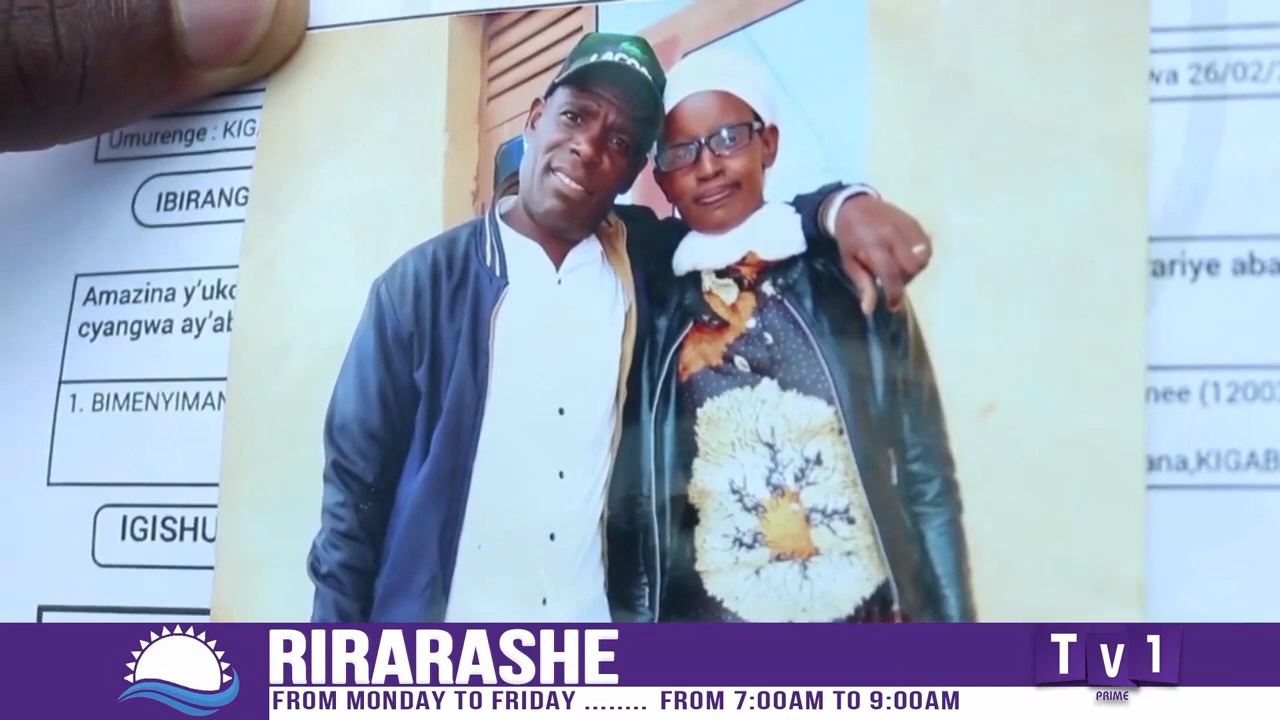 LACOS
wa 26/02/
Umurenge : KIG
IBIRANG
Amazina y'uko
cyangwa ay'ab
ariye aba
1. BIMENYIMAN
nee (1200
ana,KIGAB
IGISHU
RIRARASHE
FROM MONDAY TO FRIDAY ........ FROM 7:00AM TO 9:00AM
TV1
PRIME